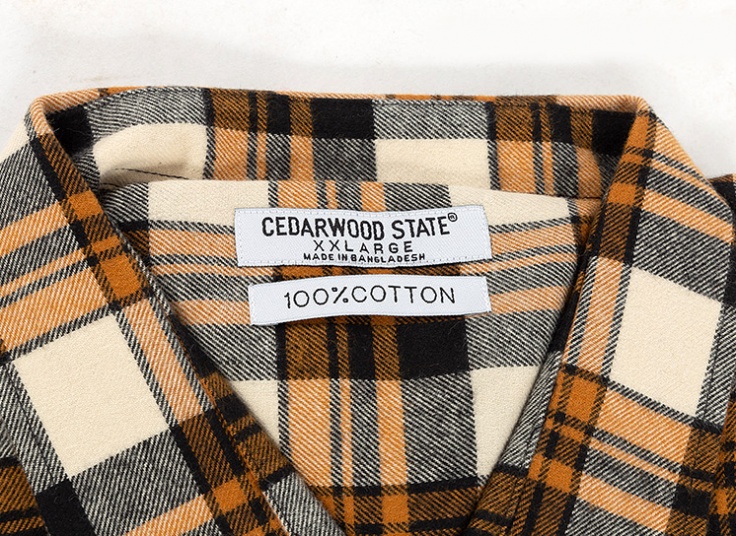 CEDARWOOD STATE®
XXLARGE
MADE IN BANGLADESH
100%COTTON